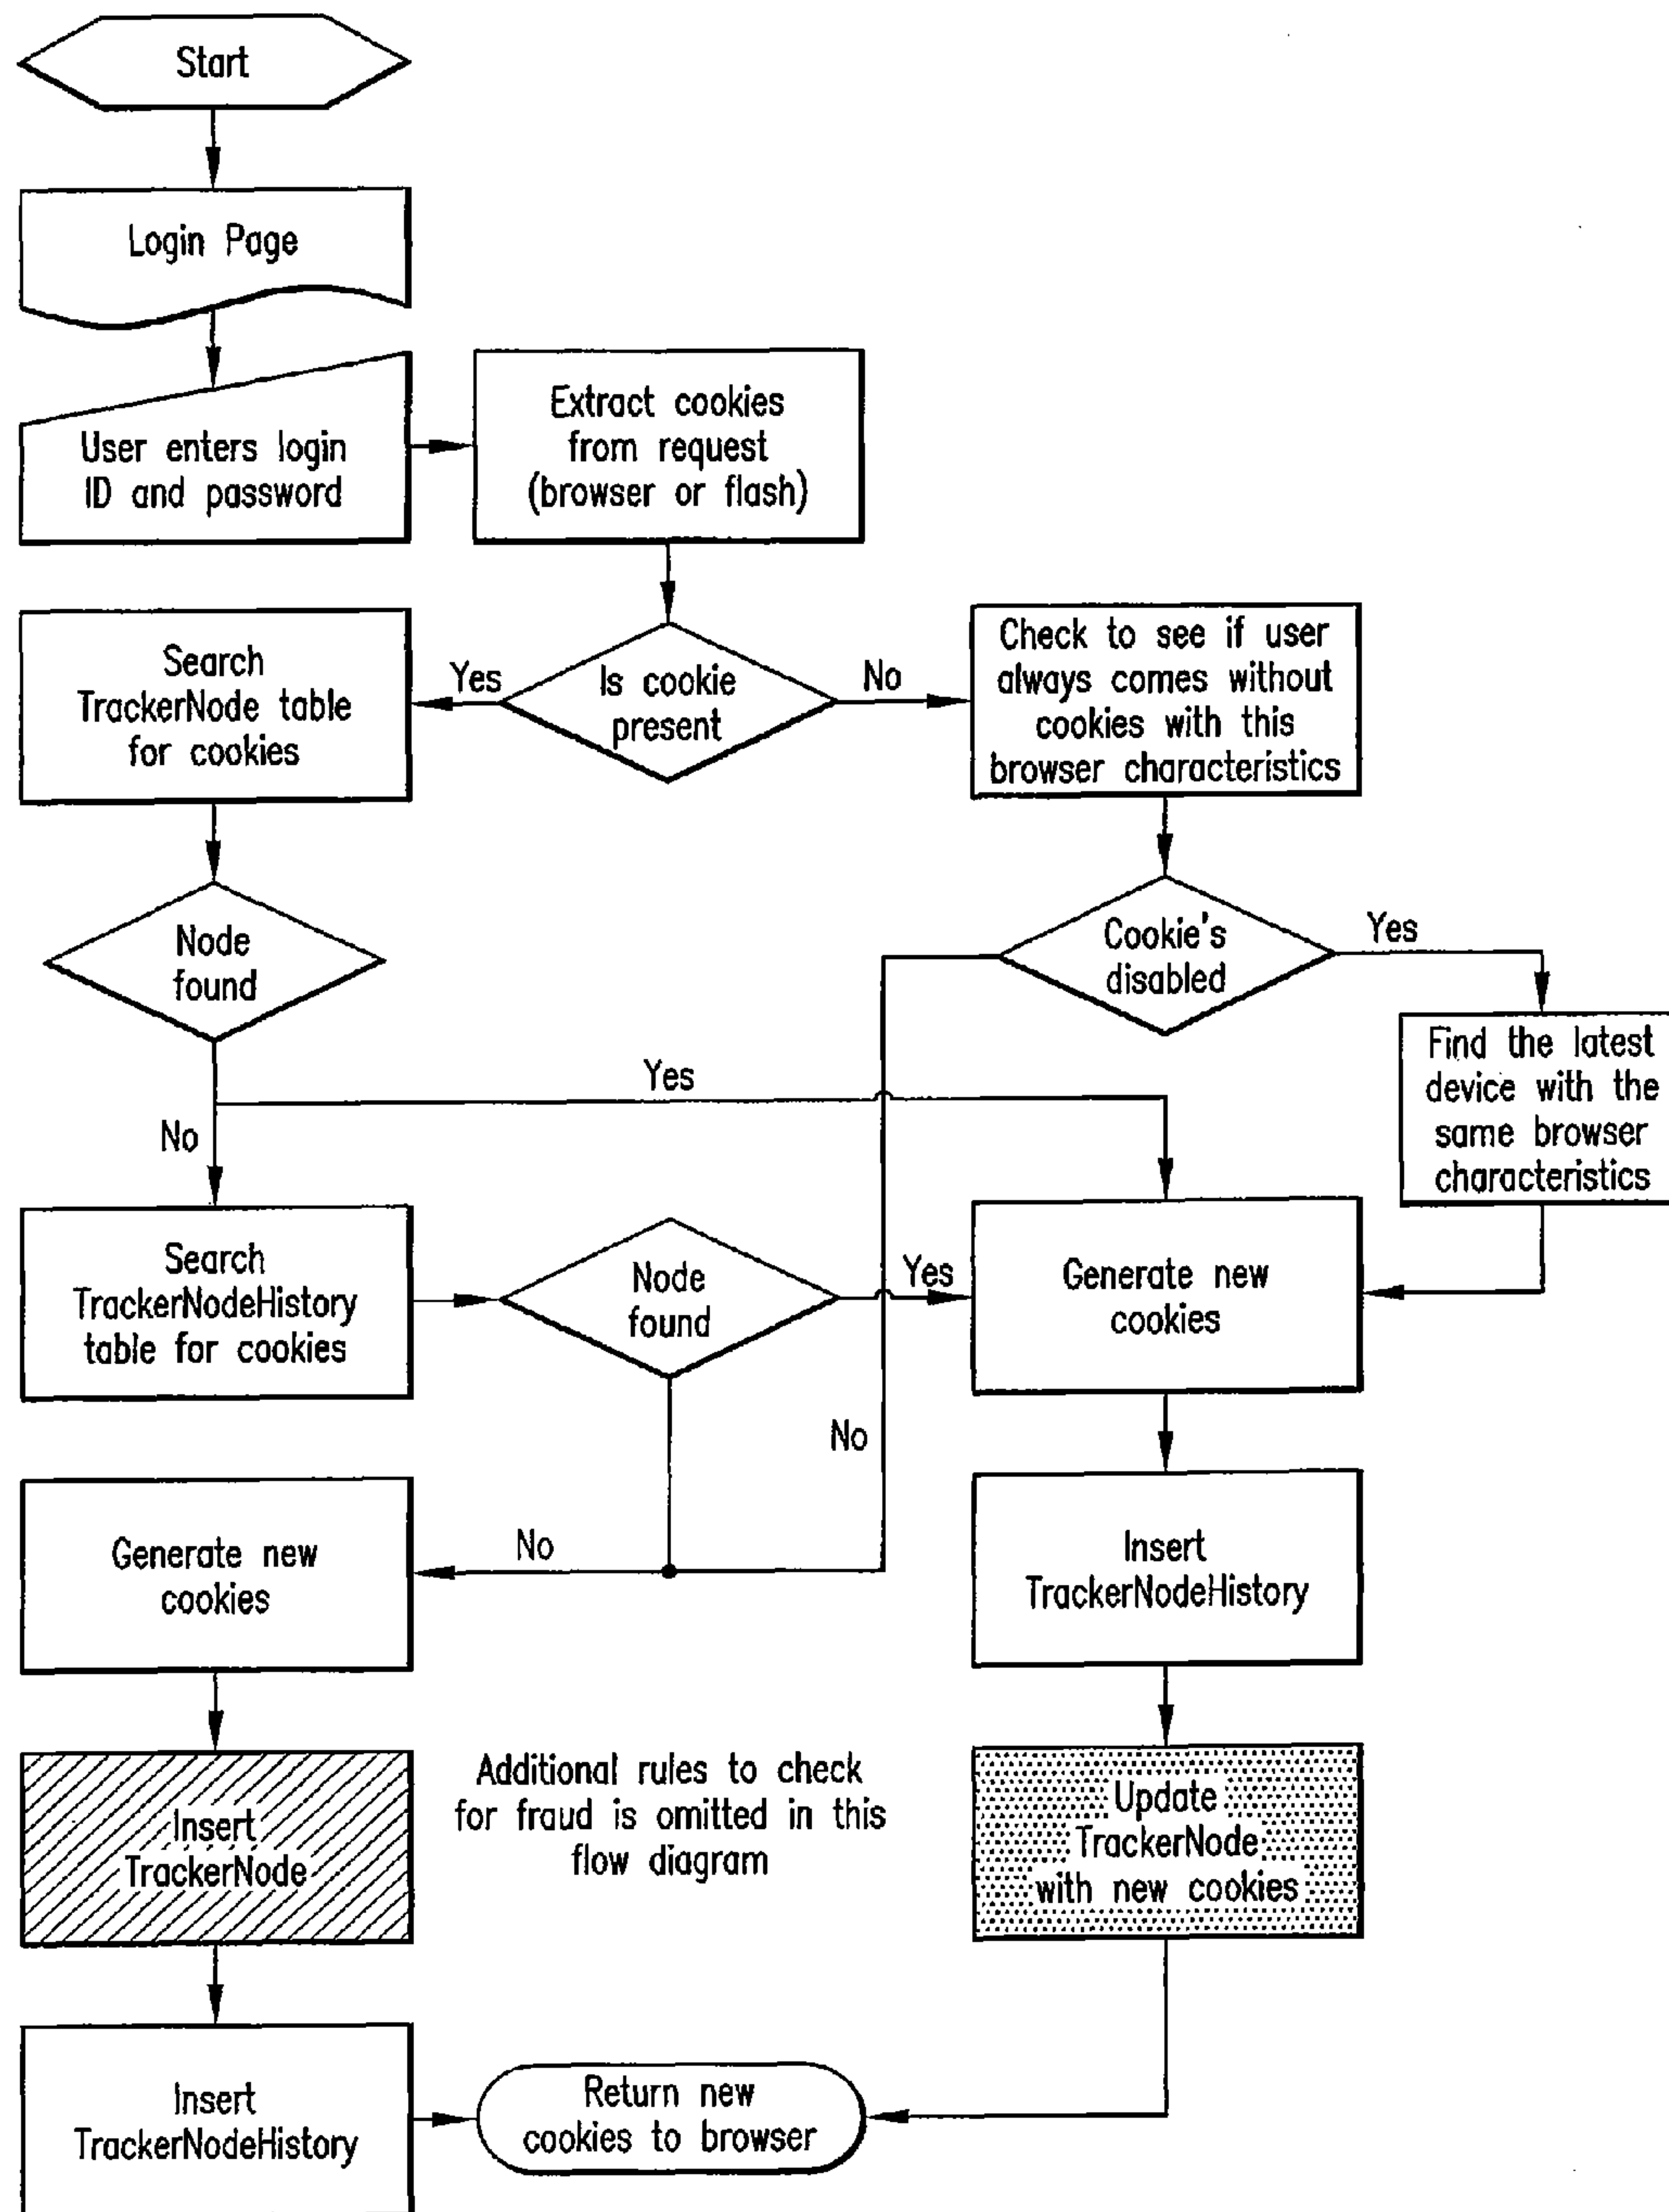 Start
Login Page
User enters login
ID and password
Extract cookies
from request
(browser or flash)
Search
TrackerNode table
for cookies
Yes
Is cookie
present
No
Check to see if user
always comes without
cookies with this
browser characteristics
Node
found
Cookie's
disabled
Yes
Find the latest
device with the
same browser
characteristics
Yes
No
Search
TrackerNodeHistory
table for cookies
Node
found
Yes
Generate new
cookies
No
Generate new
cookies
No
Insert
TrackerNodeHistory
Insert
TrackerNode
Additional rules to check
for fraud is omitted in this
flow diagram
Update
TrackerNode
with new cookies
Insert
TrackerNodeHistory
Return new
cookies to browser